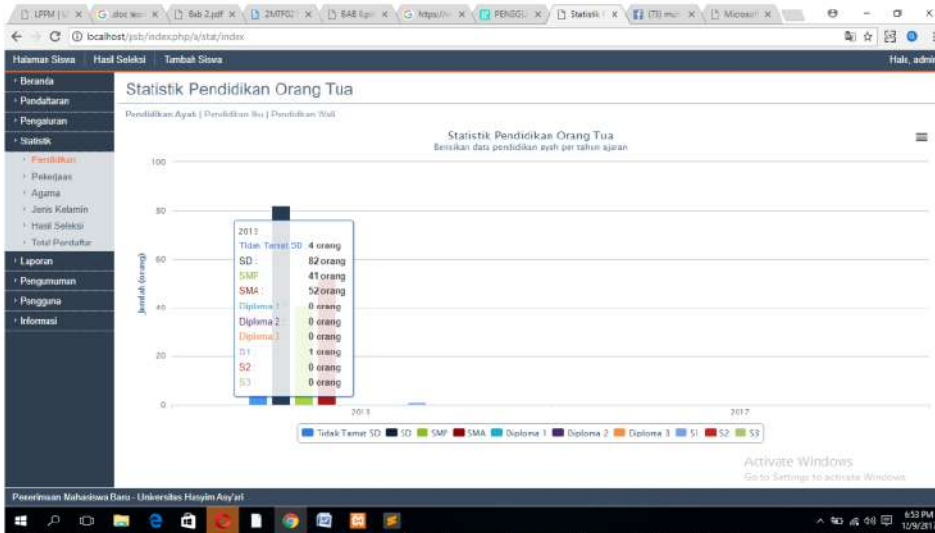 LPPM |
Bab 2.pdf
Statistik
Microsof
localhost/psb/index.php/a/stat/index
Halaman Siswa
Hasil Seleksi
Tambah Siswa
Halo, admin
Beranda
Pendaftaran
Pengaturan
Statistik
Pendidikan
Pekerjaan
Agama
Jenis Kelamin
Hasil Seleksi
Total Pendaftar
Laporan
Pengumuman
Pengguna
Informasi
Statistik Pendidikan Orang Tua
Pendidikan Ayah | Pendidikan Ibu | Pendidikan Wali
Statistik Pendidikan Orang Tua
Berisikan data pendidikan ayah per tahun ajaran
Jumlah (orang)
100
80
60
40
20
0
Tidak Tamat SD : 4 orang
SD : 82 orang
SMP 41 orang
SMA : 52 orang
Diploma 1 : 0 orang
Diploma 2 : 0 orang
Diploma 3 0 orang
S1 : 1 orang
S2 0 orang
S3 0 orang
2017
Tidak Tamat SD SD SMP SMA Diploma 1 Diploma 2 Diploma 3 S1 S2 S3
Activate Windows
Go to Settings to activate Windows.
Penerimaan Mahasiswa Baru - Universitas Hasyim Asy'ari
6:53 PM
12/9/2017